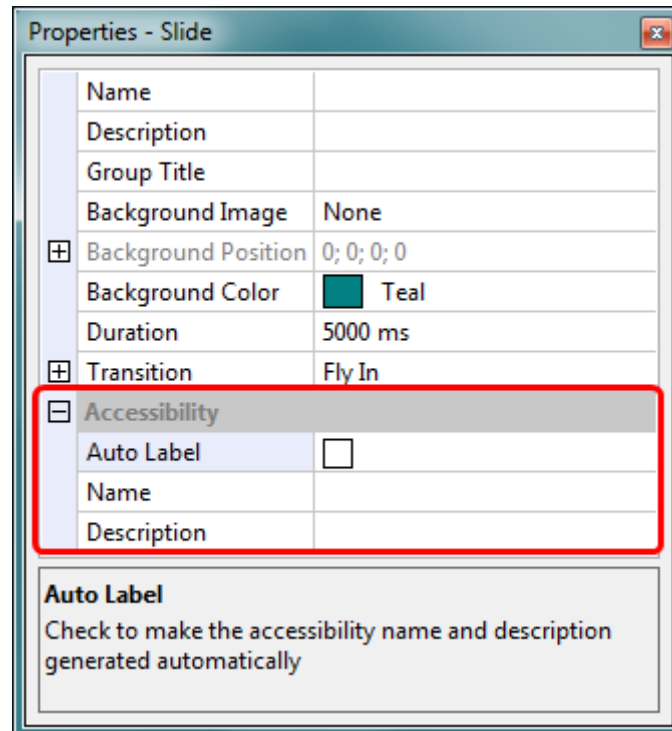 Properties - Slide
Name
Description
Group Title
Background Image None
Background Position 0; 0; 0; 0
Background Color Teal
Duration 5000 ms
Transition Fly In
Accessibility
Auto Label
Name
Description
Auto Label
Check to make the accessibility name and description
generated automatically